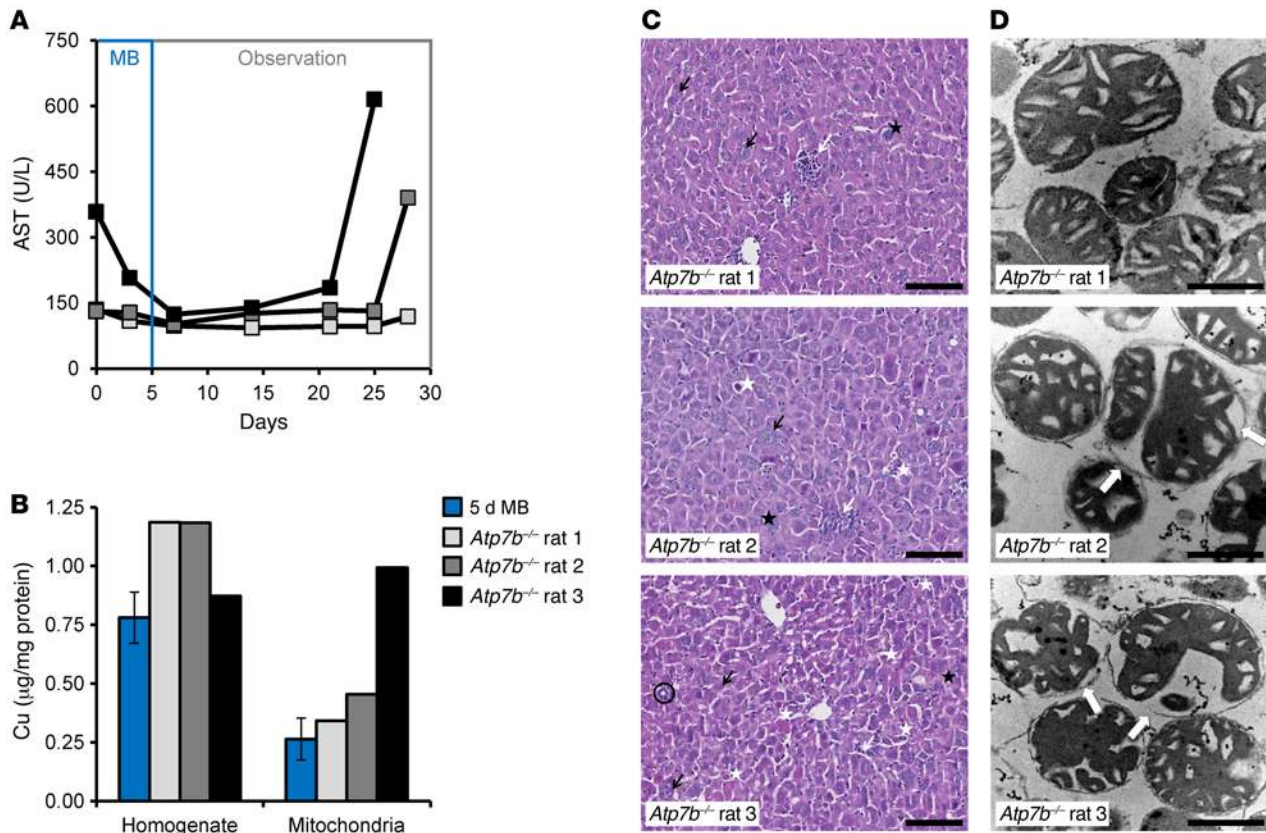 A
750
600
450
300
150
0
MB
Observation
AST (U/L)
0 5 10 15 20 25 30
Days
B
1.25
1.00
0.75
0.50
0.25
0.00
Cu (µg/mg protein)
Homogenate Mitochondria
5 d MB
Atp7b⁻/⁻ rat 1
Atp7b⁻/⁻ rat 2
Atp7b⁻/⁻ rat 3
C
Atp7b⁻/⁻ rat 1
Atp7b⁻/⁻ rat 2
Atp7b⁻/⁻ rat 3
D
Atp7b⁻/⁻ rat 1
Atp7b⁻/⁻ rat 2
Atp7b⁻/⁻ rat 3